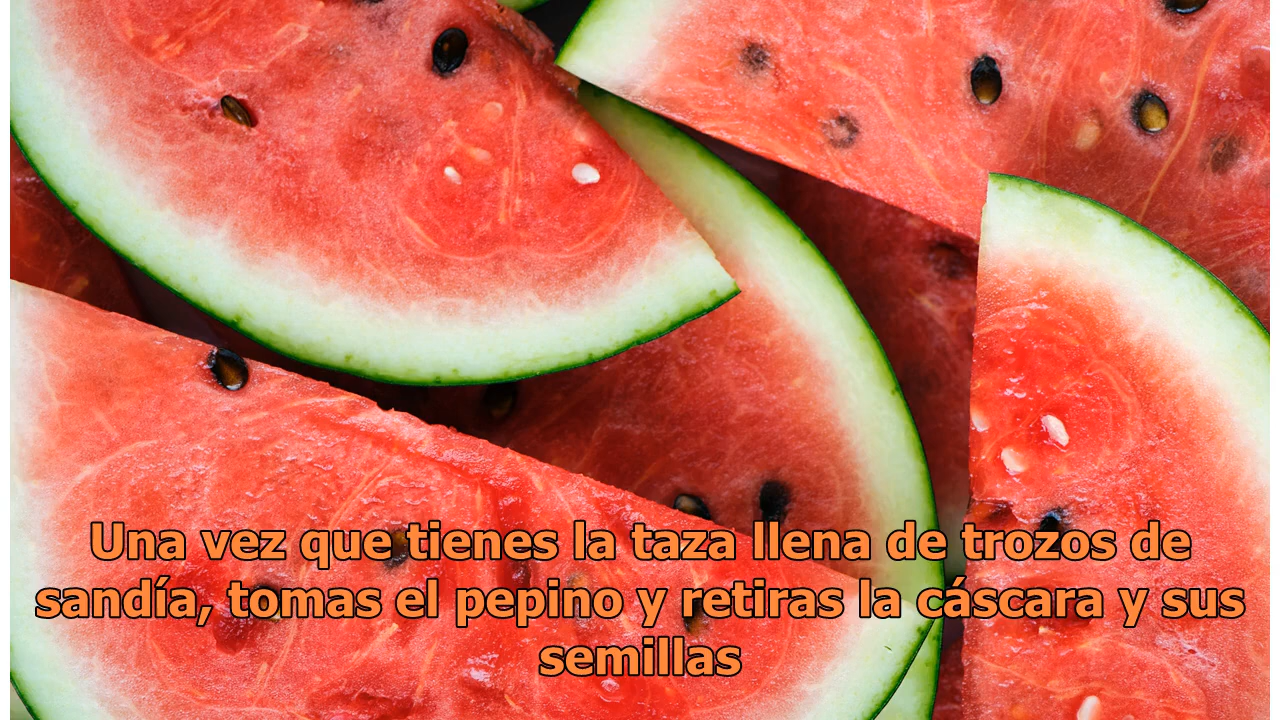 Una vez que tienes la taza llena de trozos de
sandía, tomas el pepino y retiras la cáscara y sus
semillas